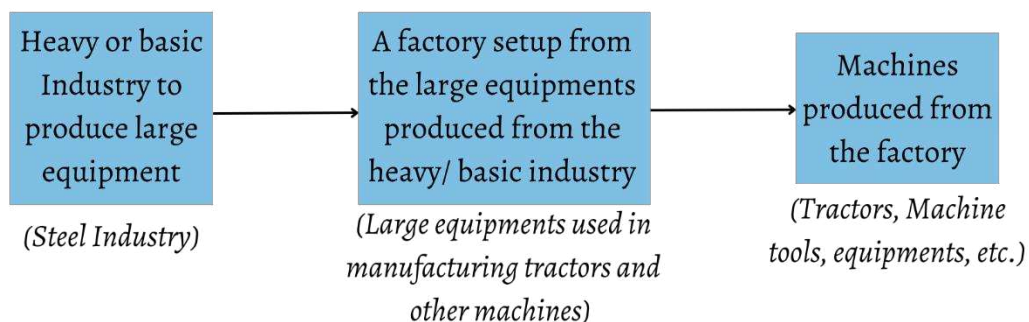 Heavy or basic
Industry to
produce large
equipment
(Steel Industry)
A factory setup from
the large equipments
produced from the
heavy/ basic industry
(Large equipments used in
manufacturing tractors and
other machines)
Machines
produced from
the factory
(Tractors, Machine
tools, equipments, etc.)